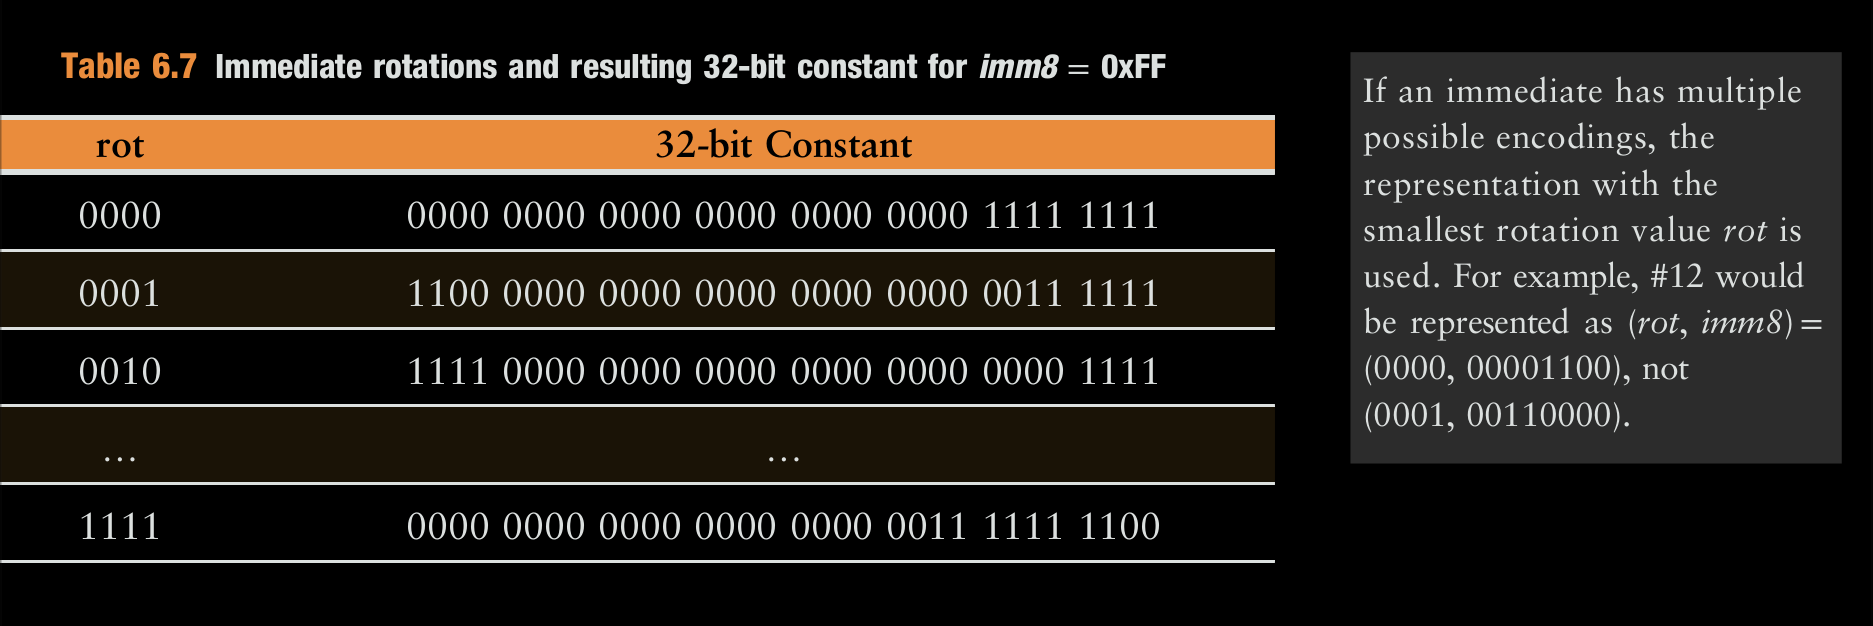 Table 6.7 Immediate rotations and resulting 32-bit constant for imm8 = 0xFF
rot 32-bit Constant
0000 0000 0000 0000 0000 0000 0000 1111 1111
0001 1100 0000 0000 0000 0000 0000 0011 1111
0010 1111 0000 0000 0000 0000 0000 0000 1111
... ...
1111 0000 0000 0000 0000 0000 0011 1111 1100
If an immediate has multiple
possible encodings, the
representation with the
smallest rotation value rot is
used. For example, #12 would
be represented as (rot, imm8) =
(0000, 00001100), not
(0001, 00110000).